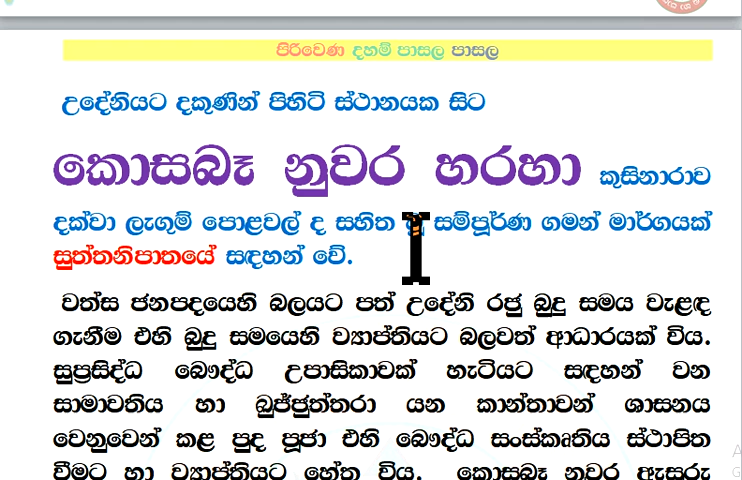 පිරිවෙණ දහම් පාසල පාසල
උදේනියට දකුණින් පිහිටි ස්ථානයක සිට
කොසබෑ නුවර හරහා කුසිනාරාව
දක්වා ලැගුම් පොළවල් ද සහිත සම්පූර්ණ ගමන් මාර්ගයක්
සුත්තනිපාතයේ සඳහන් වේ.
වත්ස ජනපදයෙහි බලයට පත් උදේනි රජු බුදු සමය වැළඳ
ගැනීම එහි බුදු සමයෙහි ව්‍යාප්තියට බලවත් ආධාරයක් විය.
සුප්‍රසිද්ධ බෞද්ධ උපාසිකාවක් හැටියට සඳහන් වන
සාමාවතිය හා ඛුජ්ජුත්තරා යන කාන්තාවන් ශාසනය
වෙනුවෙන් කළ පුද පූජා එහි බෞද්ධ සංස්කෘතිය ස්ථාපිත
වීමට හා ව්‍යාප්තියට හේතු විය. කොසබෑ නුවර ඇසුරු